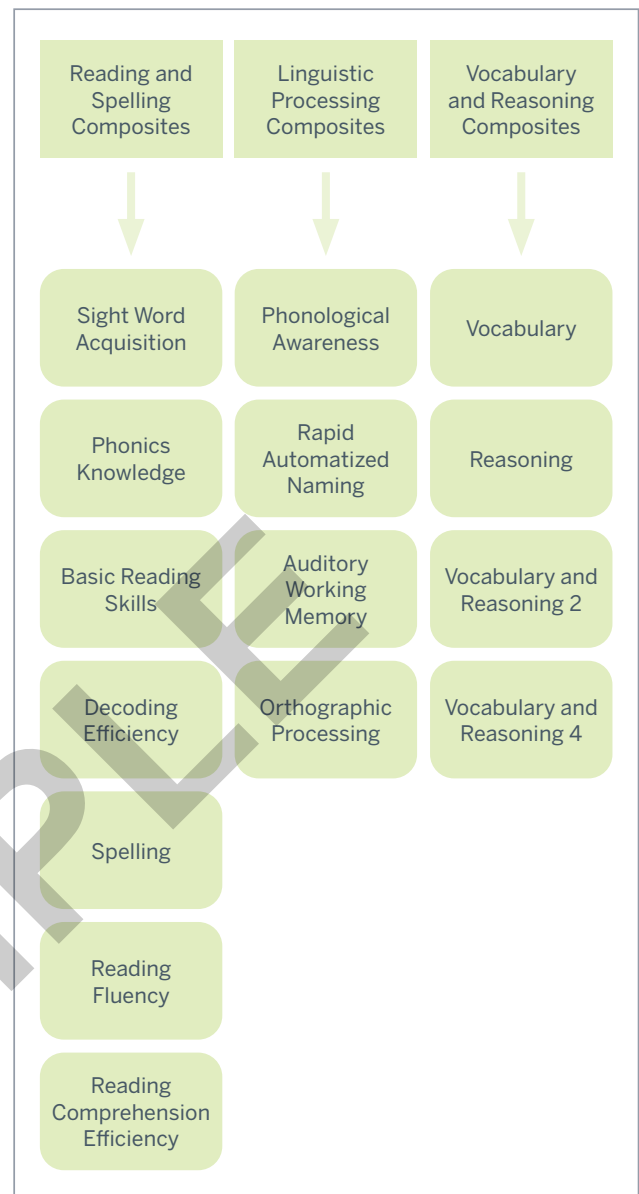 Reading and
Spelling
Composites
Linguistic
Processing
Composites
Vocabulary
and Reasoning
Composites
Sight Word
Acquisition
Phonological
Awareness
Vocabulary
Phonics
Knowledge
Rapid
Automatized
Naming
Reasoning
Basic Reading
Skills
Auditory
Working
Memory
Vocabulary and
Reasoning 2
Decoding
Efficiency
Orthographic
Processing
Vocabulary and
Reasoning 4
Spelling
Reading
Fluency
Reading
Comprehension
Efficiency
MPLE